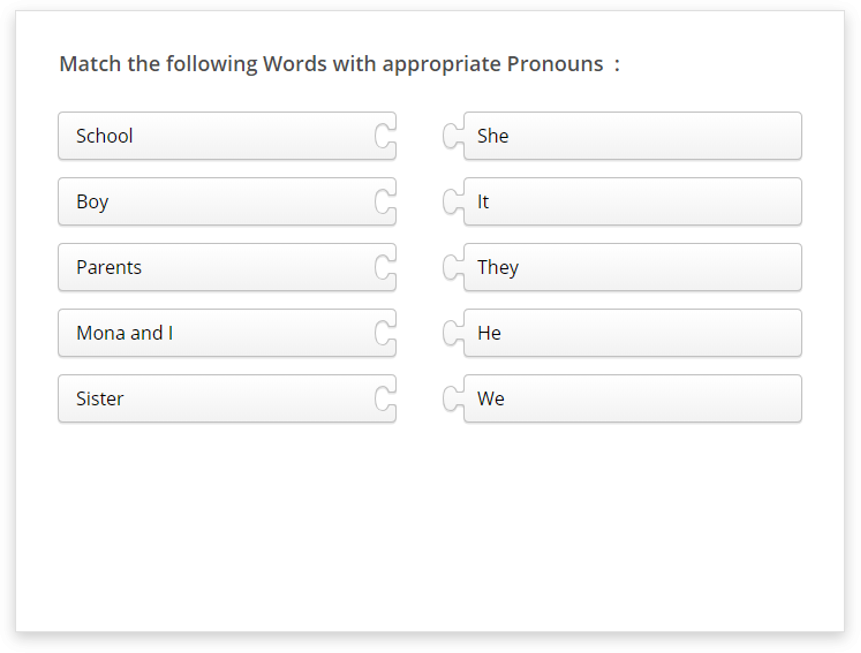 Match the following Words with appropriate Pronouns :
School
She
Boy
It
Parents
They
Mona and I
He
Sister
We